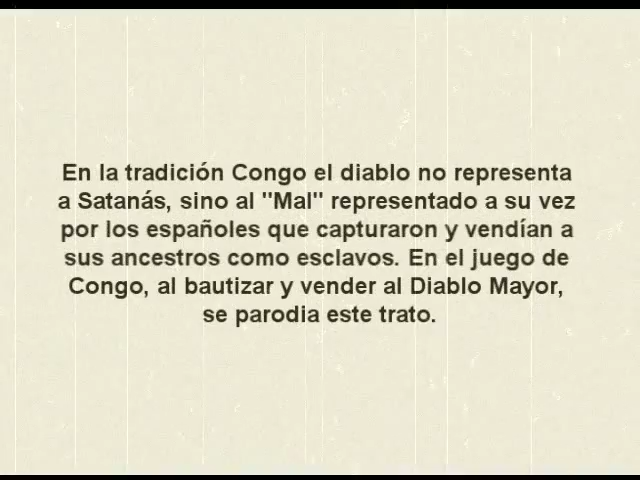 En la tradición Congo el diablo no representa
a Satanás, sino al "Mal" representado a su vez
por los españoles que capturaron y vendían a
sus ancestros como esclavos. En el juego de
Congo, al bautizar y vender al Diablo Mayor,
se parodia este trato.